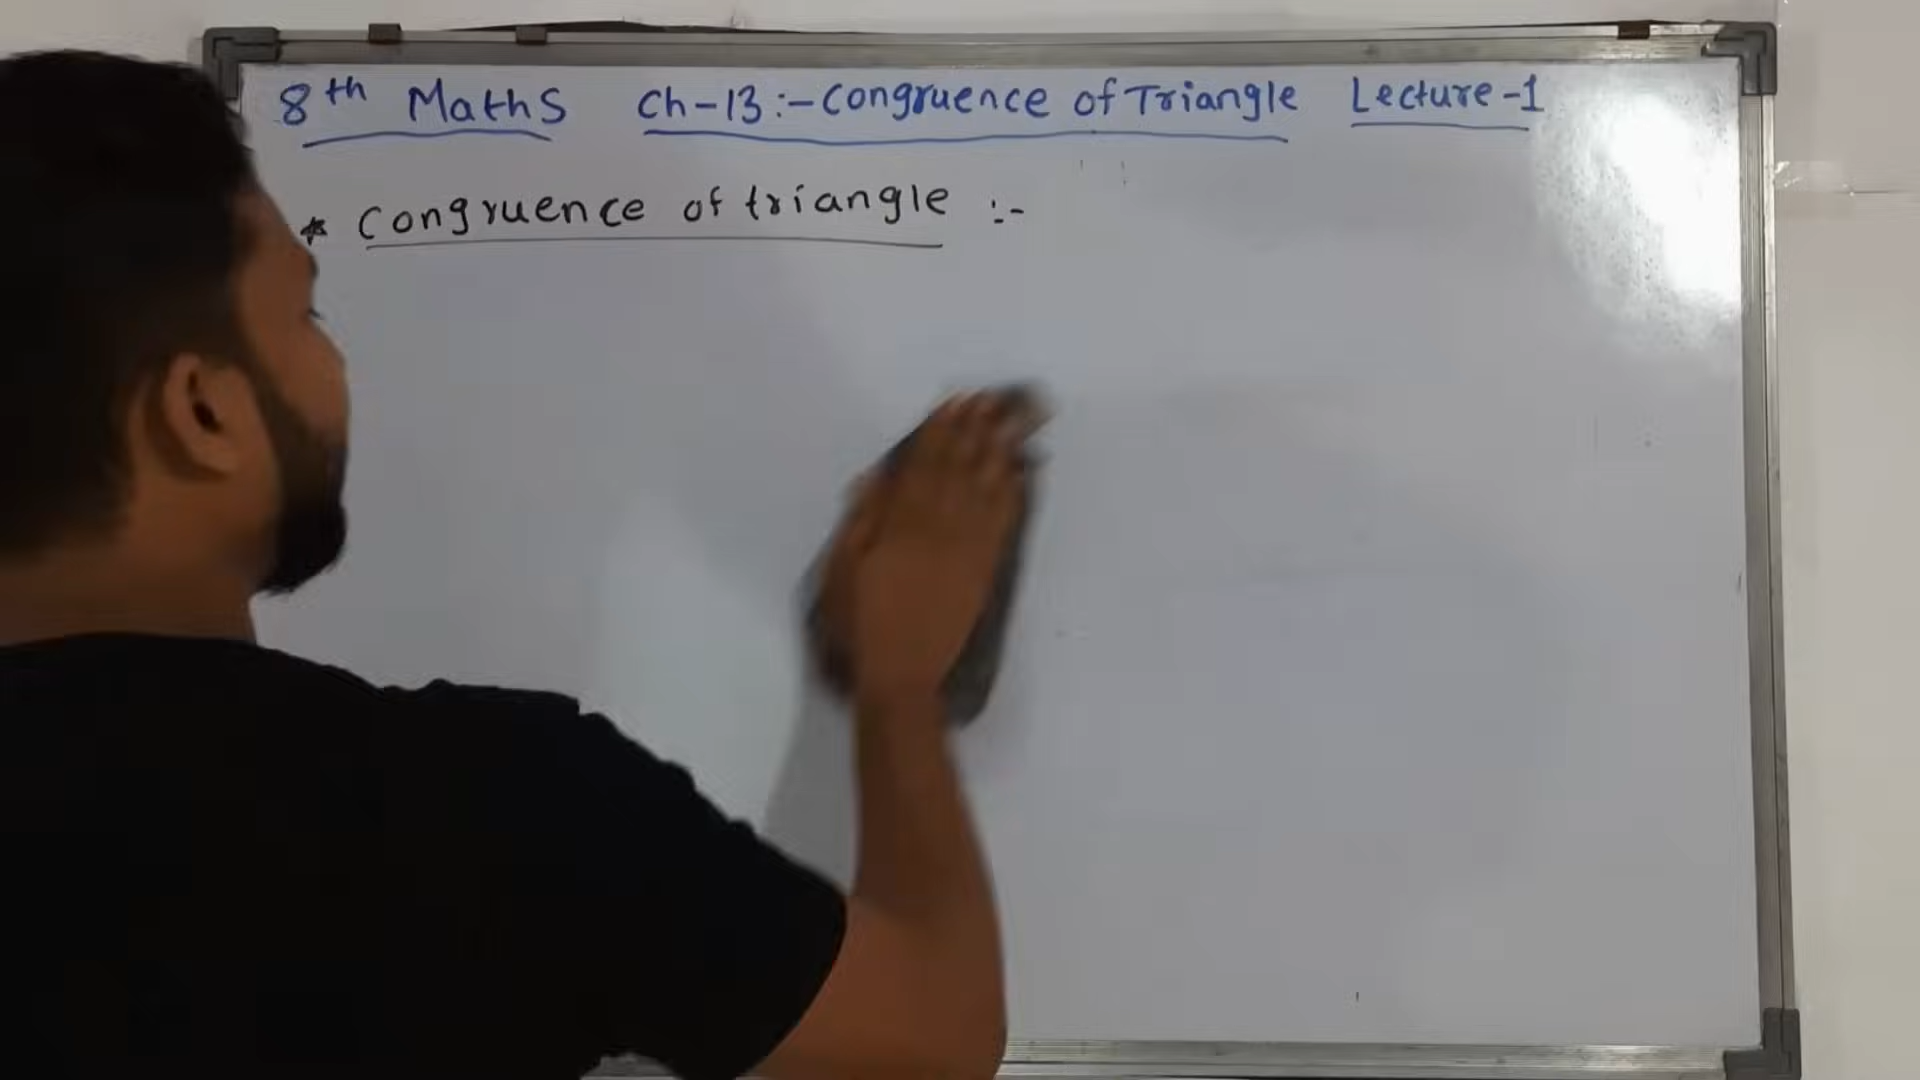 8th Maths Ch-13:- Congruence of Triangle Lecture-1
* Congruence of triangle :-